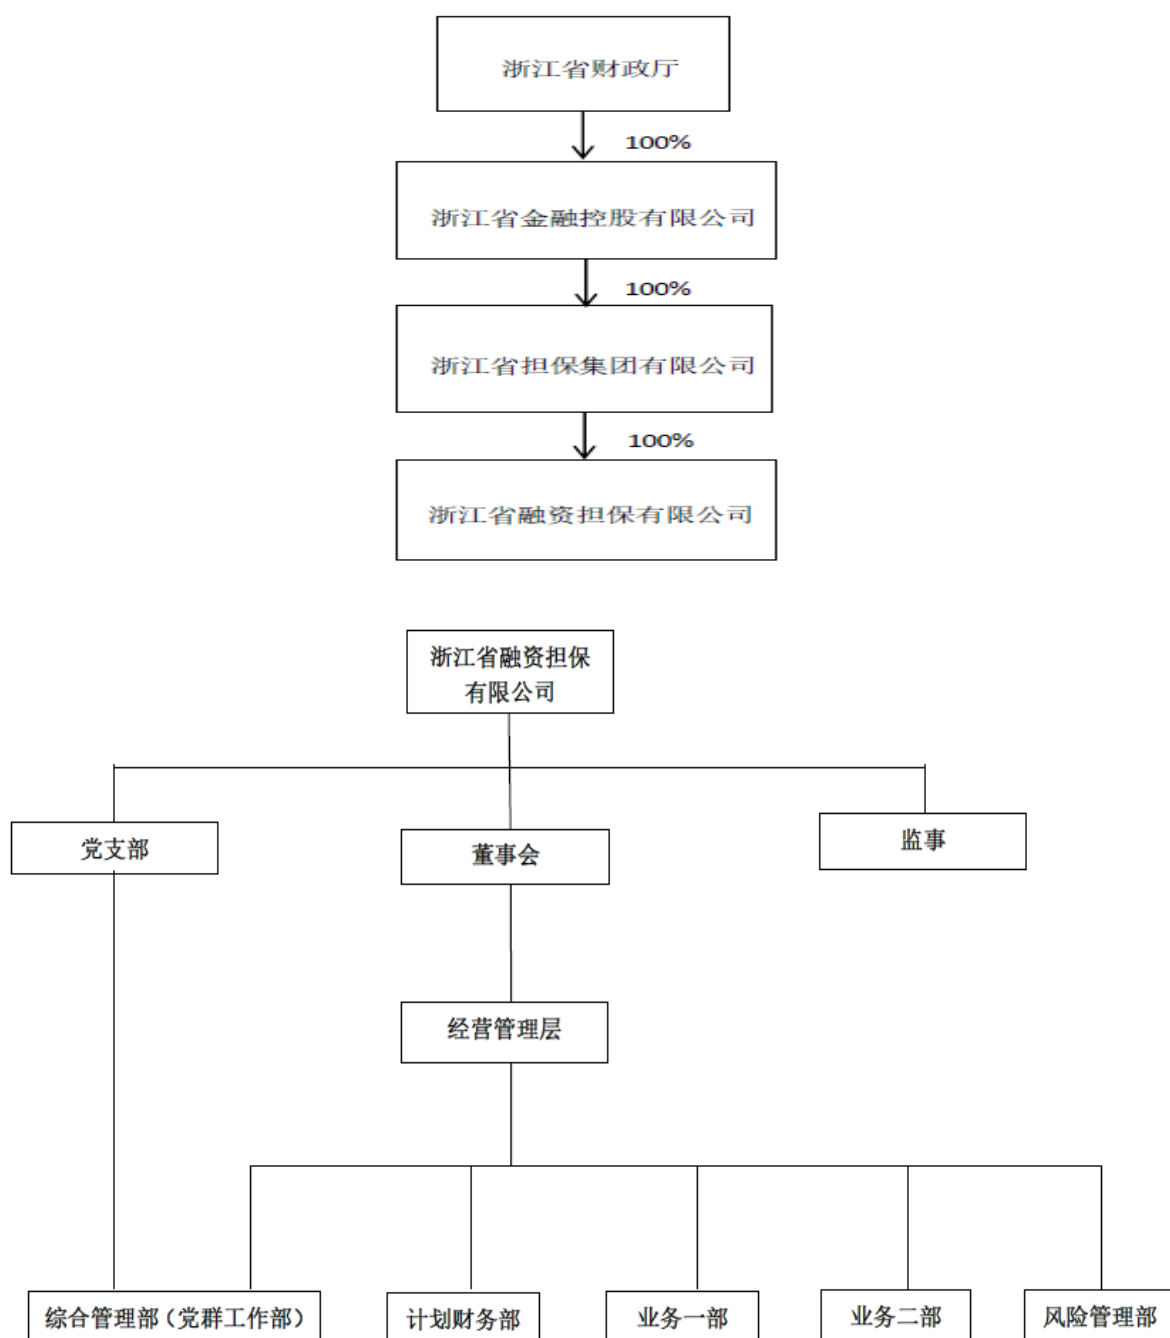 浙江省财政厅
100%
浙江省金融控股有限公司
100%
浙江省担保集团有限公司
100%
浙江省融资担保有限公司
浙江省融资担保
有限公司
党支部
董事会
监事
经营管理层
综合管理部（党群工作部）
计划财务部
业务一部
业务二部
风险管理部